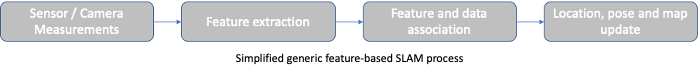 Sensor / Camera
Measurements
Feature extraction
Feature and data
association
Location, pose and map
update
Simplified generic feature-based SLAM process